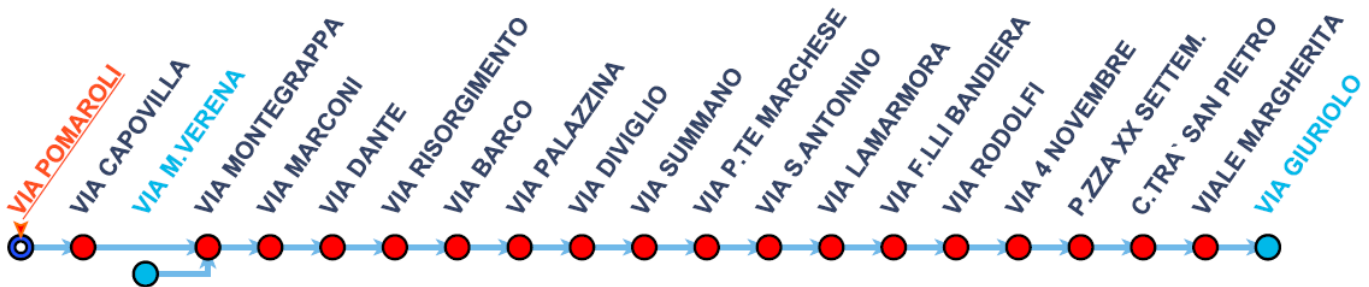 VIA POMAROLI
VIA CAPOVILLA
VIA M.VERENA
VIA MONTEGRAPPA
VIA MARCONI
VIA DANTE
VIA RISORGIMENTO
VIA BARCO
VIA PALAZZINA
VIA DIVIGLIO
VIA SUMMANO
VIA P.TE MARCHESE
VIA S.ANTONINO
VIA LAMARMORA
VIA F.LLI BANDIERA
VIA RODOLFI
VIA 4 NOVEMBRE
P.ZZA XX SETTEM.
C.TRA` SAN PIETRO
VIALE MARGHERITA
VIA GIURIOLO